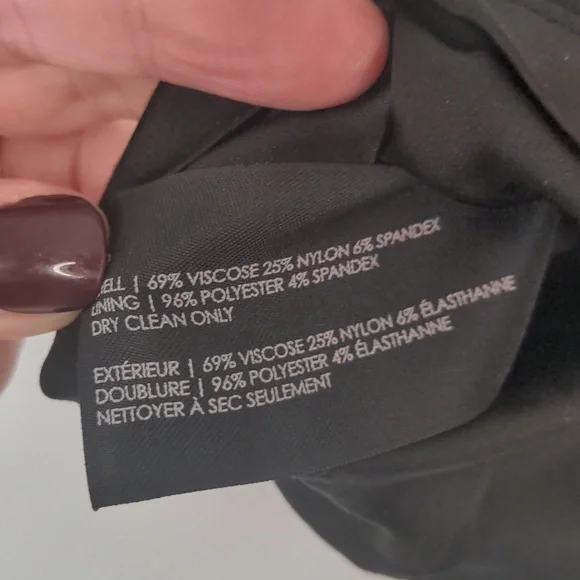 SHELL | 69% VISCOSE 25% NYLON 6% SPANDEX
LINING | 96% POLYESTER 4% SPANDEX
DRY CLEAN ONLY
EXTÉRIEUR | 69% VISCOSE 25% NYLON 6% ÉLASTHANNE
DOUBLURE | 96% POLYESTER 4% ÉLASTHANNE
NETTOYER À SEC SEULEMENT